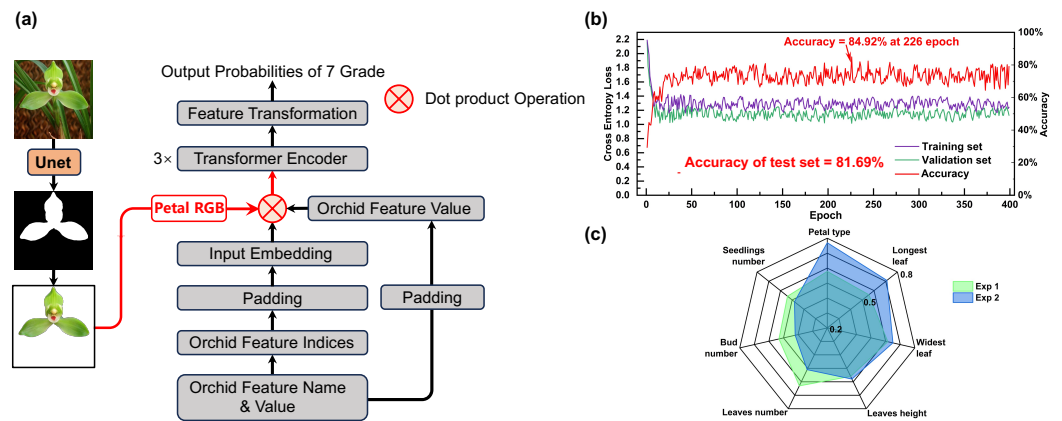 (a)
Output Probabilities of 7 Grade
Feature Transformation
Dot product Operation
3×
Transformer Encoder
Unet
Petal RGB
Orchid Feature Value
Input Embedding
Padding
Padding
Orchid Feature Indices
Orchid Feature Name
& Value
(b)
Cross Entropy Loss
2.2
2.0
1.8
1.6
1.4
1.2
1.0
0.8
0.6
0.4
0.2
0.0
Accuracy = 84.92% at 226 epoch
Training set
Validation set
Accuracy
Accuracy of test set = 81.69%
100%
80%
60%
40%
20%
0%
Accuracy
0
50
100
150
200
250
300
350
400
Epoch
(c)
Petal type
Seedlings
number
Longest
leaf
0.8
0.5
0.2
Exp 1
Exp 2
Bud
number
Widest
leaf
Leaves number
Leaves height